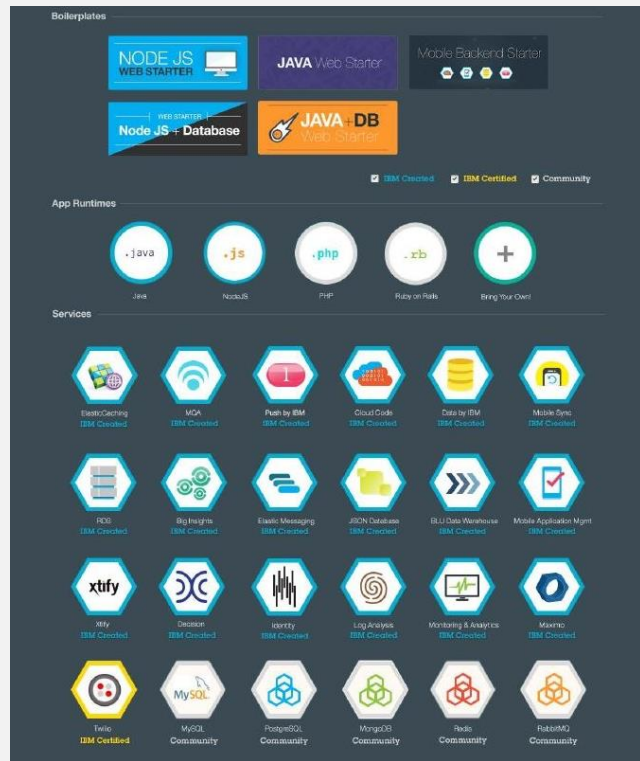 Boilerplates
NODE JS
WEB STARTER
JAVA Web Starter
Mobile Backend Starter
WEB STARTER
Node JS + Database
JAVA+DB
Web Starter
IBM Created
IBM Certified
Community
App Runtimes
.java
.js
.php
.rb
+
Java
NodeJS
PHP
Ruby on Rails
Bring Your Own!
Services
1
ElasticCaching
MQA
Push by IBM
Cloud Code
Data by IBM
Mobile Sync
IBM Created
IBM Created
IBM Created
IBM Created
IBM Created
IBM Created
RDS
Big Insights
Elastic Messaging
JSON Database
BLU Data Warehouse
Mobile Application Mgmt
IBM Created
IBM Created
IBM Created
IBM Created
IBM Created
IBM Created
xtify
Xtify
Decision
Identity
Log Analysis
Monitoring & Analytics
Maximo
IBM Created
IBM Created
IBM Created
IBM Created
IBM Created
IBM Created
MySQL
Twilio
MySQL
PostgreSQL
MongoDB
Redis
RabbitMQ
IBM Certified
Community
Community
Community
Community
Community